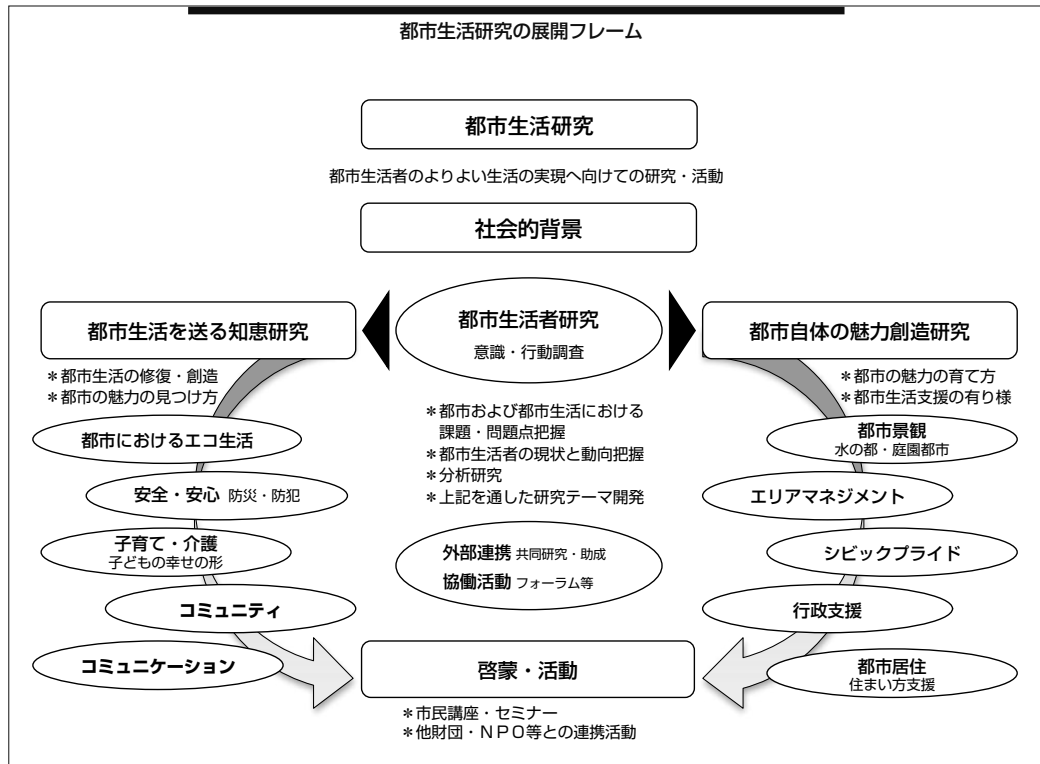 都市生活研究の展開フレーム
都市生活研究
都市生活者のよりよい生活の実現へ向けての研究・活動
社会的背景
都市生活を送る知恵研究
＊都市生活の修復・創造
＊都市の魅力の見つけ方
都市におけるエコ生活
安全・安心 防災・防犯
子育て・介護
子どもの幸せの形
コミュニティ
コミュニケーション
都市生活者研究
意識・行動調査
＊都市および都市生活における
課題・問題点把握
＊都市生活者の現状と動向把握
＊分析研究
＊上記を通した研究テーマ開発
外部連携 共同研究・助成
協働活動 フォーラム等
都市自体の魅力創造研究
＊都市の魅力の育て方
＊都市生活支援の有り様
都市景観
水の都・庭園都市
エリアマネジメント
シビックプライド
行政支援
都市居住
住まい方支援
啓蒙・活動
＊市民講座・セミナー
＊他財団・ＮＰＯ等との連携活動